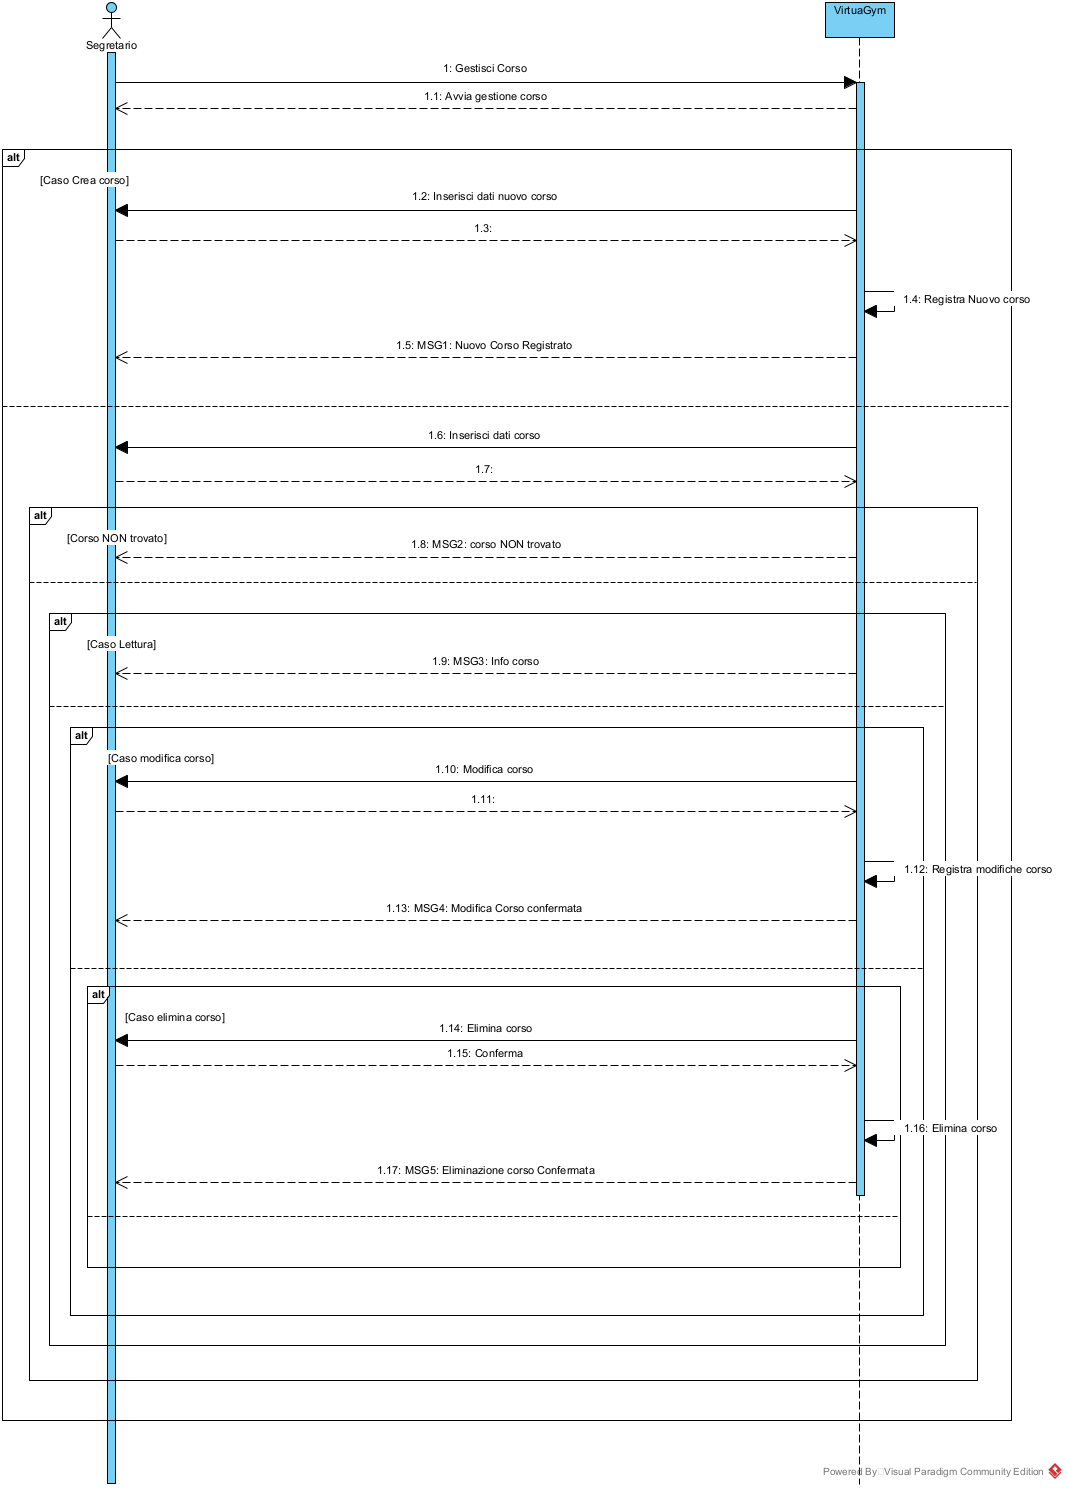 Segretario
VirtuaGym
1: Gestisci Corso
1.1: Avvia gestione corso
alt
[Caso Crea corso]
1.2: Inserisci dati nuovo corso
1.3:
1.4: Registra Nuovo corso
1.5: MSG1: Nuovo Corso Registrato
1.6: Inserisci dati corso
1.7:
alt
[Corso NON trovato]
1.8: MSG2: corso NON trovato
alt
[Caso Lettura]
1.9: MSG3: Info corso
alt
[Caso modifica corso]
1.10: Modifica corso
1.11:
1.12: Registra modifiche corso
1.13: MSG4: Modifica Corso confermata
alt
[Caso elimina corso]
1.14: Elimina corso
1.15: Conferma
1.16: Elimina corso
1.17: MSG5: Eliminazione corso Confermata
Powered By Visual Paradigm Community Edition